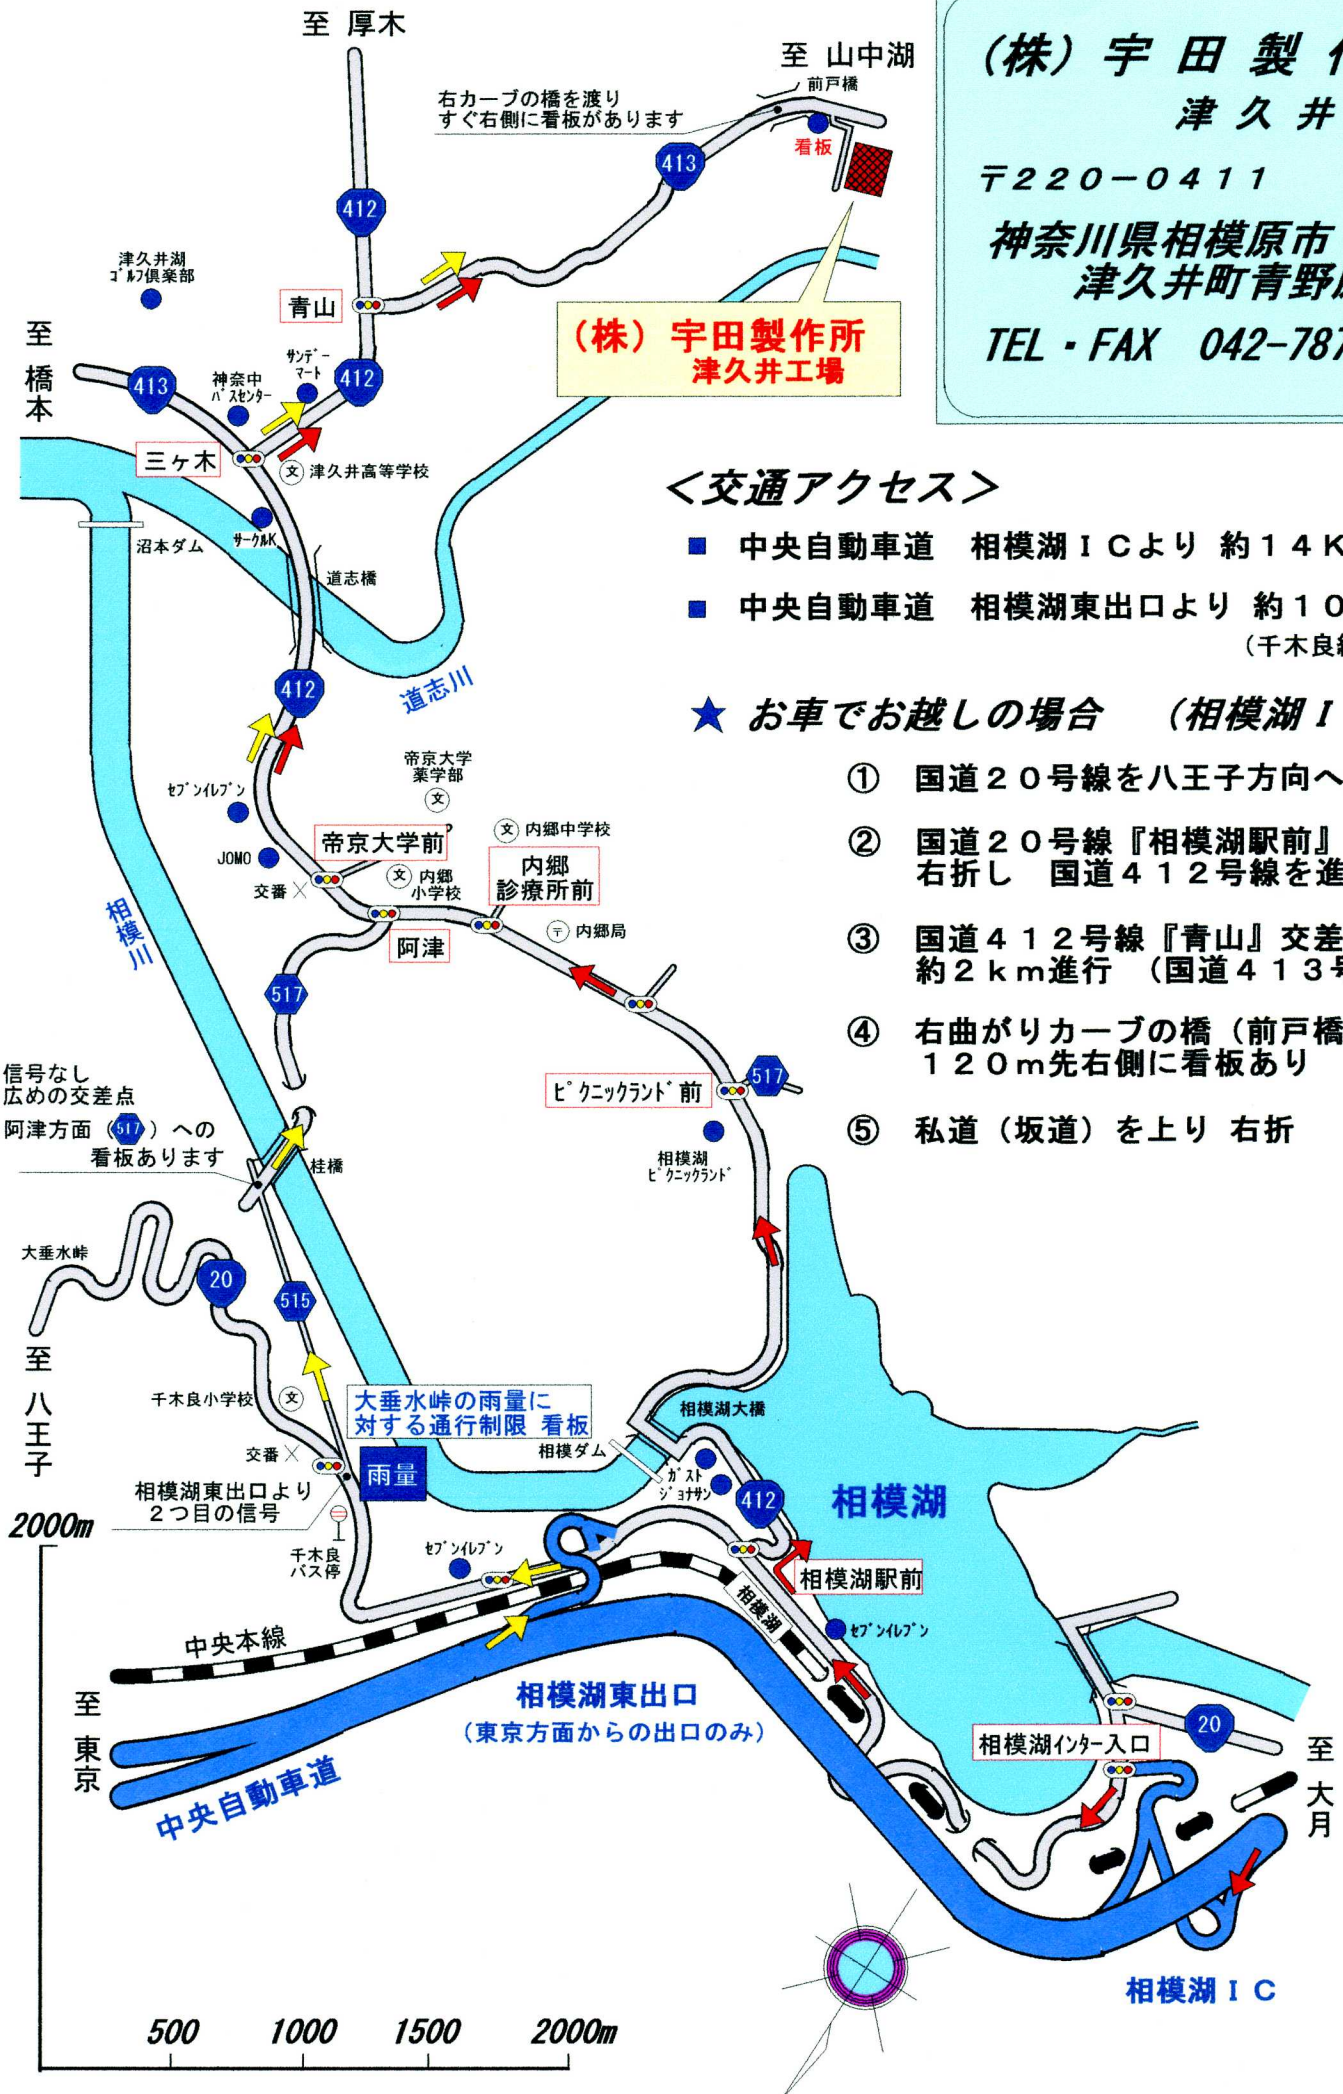 至 厚木
至 山中湖
前戸橋
右カーブの橋を渡り
すぐ右側に看板があります
看板
413
412
(株) 宇 田 製
津 久 井
〒220-0411
神奈川県相模原市
津久井町青野
TEL・FAX 042-787
津久井湖
ゴルフ倶楽部
青山
(株) 宇田製作所
津久井工場
至 橋本
413
神奈中
バスセンター
サンデー
マート
412
三ヶ木
文 津久井高等学校
沼本ダム
サークルK
道志橋
道志川
412
<交通アクセス>
■ 中央自動車道 相模湖ICより 約14K
■ 中央自動車道 相模湖東出口より 約10
(千木良
★ お車でお越しの場合 (相模湖I
① 国道20号線を八王子方向へ
② 国道20号線『相模湖駅前』
右折し 国道412号線を進
③ 国道412号線『青山』交差
約2km進行 (国道413
④ 右曲がりカーブの橋(前戸橋
120m先右側に看板あり
⑤ 私道(坂道)を上り 右折
セブンイレブン
JOMO
交番
帝京大学
薬学部
文
帝京大学前
文 内郷中学校
文 内郷
小学校
内郷
診療所前
〒 内郷局
阿津
相模川
517
ピクニックランド前
517
相模湖
ピクニックランド
信号なし
広めの交差点
阿津方面(517)への
看板あります
桂橋
大垂水峠
20
515
至 八王子
千木良小学校 文
大垂水峠の雨量に
対する通行制限 看板
雨量
交番
相模湖東出口より
2つ目の信号
千木良
バス停
相模湖大橋
相模ダム
ガスト
ジョナサン
412
相模湖
セブンイレブン
相模湖駅前
相模湖
セブンイレブン
中央本線
至 東京
中央自動車道
相模湖東出口
(東京方面からの出口のみ)
相模湖インター入口
20
至 大月
相模湖IC
2000m
500 1000 1500 2000m